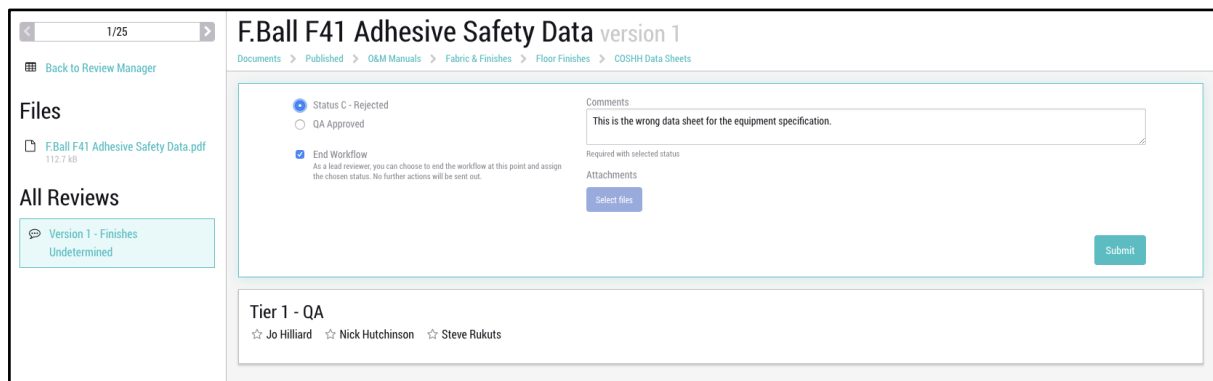 1/25
Back to Review Manager
Files
F.Ball F41 Adhesive Safety Data.pdf
112.7 kB
All Reviews
Version 1 - Finishes
Undetermined
F.Ball F41 Adhesive Safety Data version 1
Documents > Published > O&M Manuals > Fabric & Finishes > Floor Finishes > COSHH Data Sheets
Status C - Rejected
QA Approved
End Workflow
As a lead reviewer, you can choose to end the workflow at this point and assign
the chosen status. No further actions will be sent out.
Comments
This is the wrong data sheet for the equipment specification.
Required with selected status
Attachments
Select files
Submit
Tier 1 - QA
Jo Hilliard Nick Hutchinson Steve Rukuts